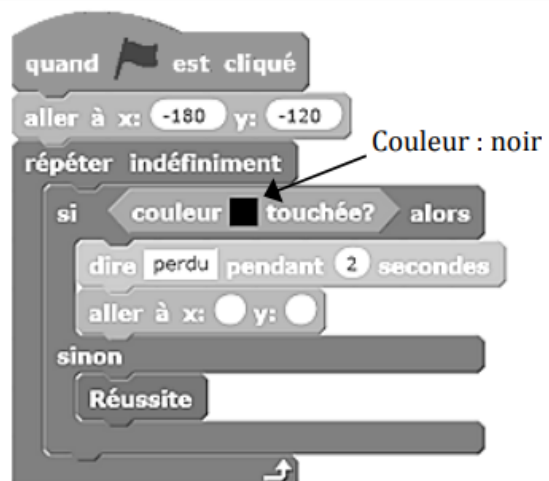 quand est cliqué
aller à x: -180 y: -120
Couleur : noir
répéter indéfiniment
si couleur touchée? alors
dire perdu pendant 2 secondes
aller à x: y:
sinon
Réussite